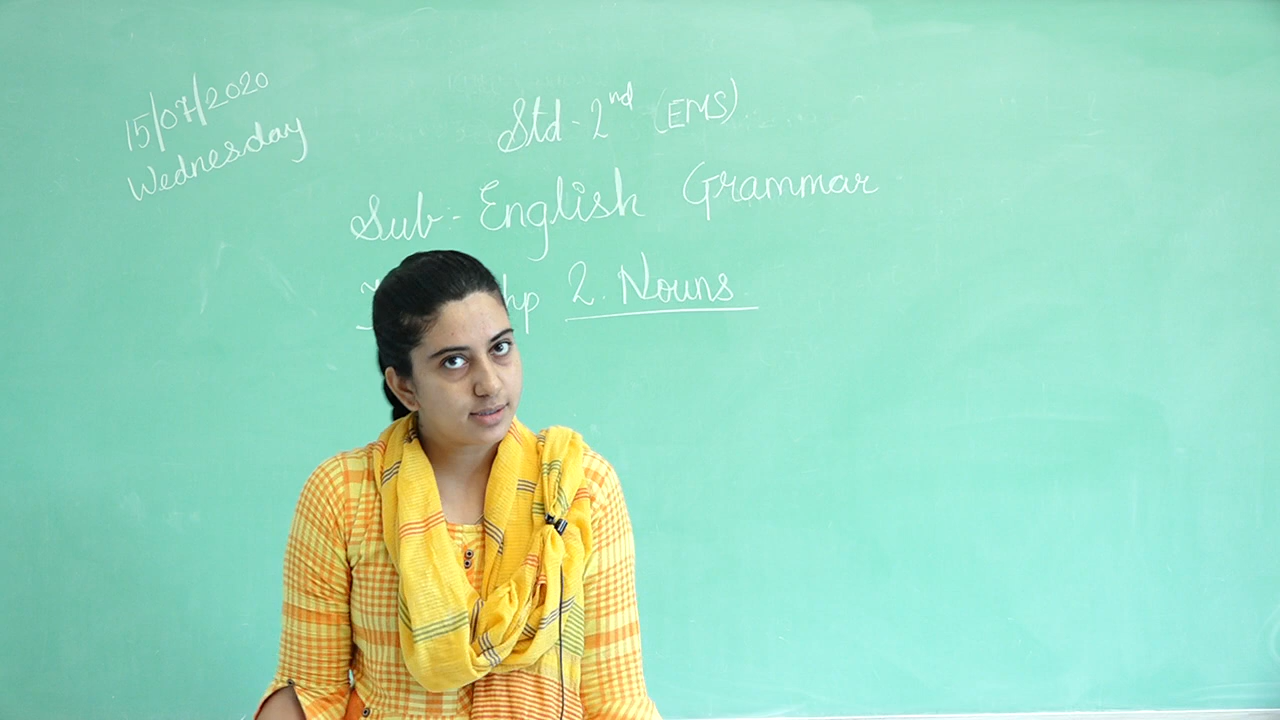 15/07/2020
Wednesday
Std - 2nd (EMS)
Sub:- English Grammar
2. Nouns